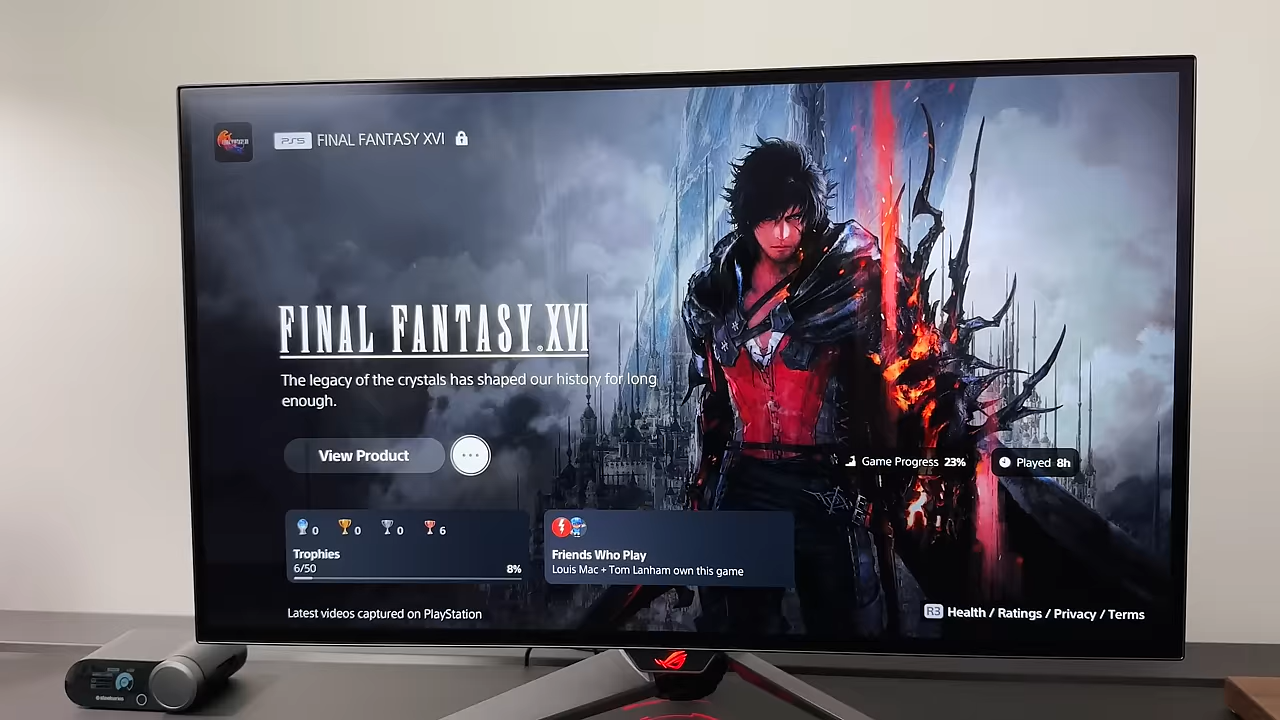 PS5 FINAL FANTASY XVI
FINAL FANTASY XVI
The legacy of the crystals has shaped our history for long
enough.
View Product ...
Game Progress 23% Played 8h
0 0 0 6
Trophies
6/50 8%
Friends Who Play
Louis Mac + Tom Lanham own this game
Latest videos captured on PlayStation
R3 Health / Ratings / Privacy / Terms
steelseries